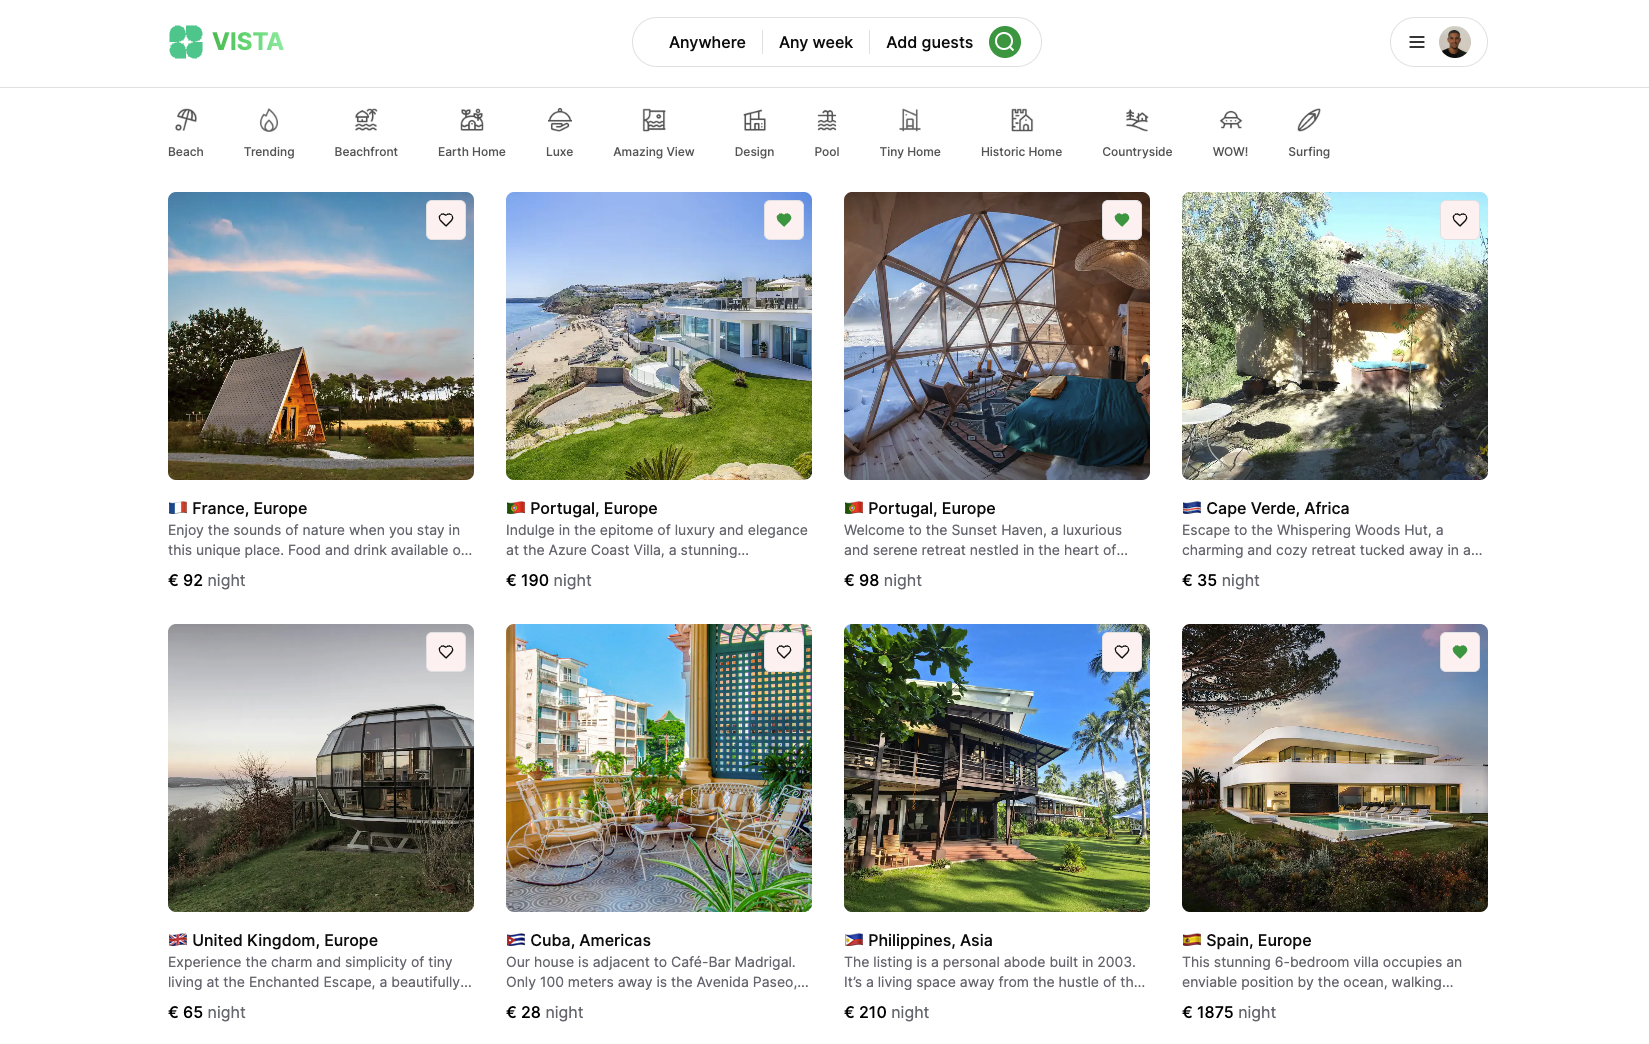 VISTA
Anywhere
Any week
Add guests
Beach
Trending
Beachfront
Earth Home
Luxe
Amazing View
Design
Pool
Tiny Home
Historic Home
Countryside
WOW!
Surfing
France, Europe
Enjoy the sounds of nature when you stay in
this unique place. Food and drink available o...
€ 92 night
Portugal, Europe
Indulge in the epitome of luxury and elegance
at the Azure Coast Villa, a stunning...
€ 190 night
Portugal, Europe
Welcome to the Sunset Haven, a luxurious
and serene retreat nestled in the heart of...
€ 98 night
Cape Verde, Africa
Escape to the Whispering Woods Hut, a
charming and cozy retreat tucked away in a...
€ 35 night
United Kingdom, Europe
Experience the charm and simplicity of tiny
living at the Enchanted Escape, a beautifully...
€ 65 night
Cuba, Americas
Our house is adjacent to Café-Bar Madrigal.
Only 100 meters away is the Avenida Paseo,...
€ 28 night
Philippines, Asia
The listing is a personal abode built in 2003.
It’s a living space away from the hustle of th...
€ 210 night
Spain, Europe
This stunning 6-bedroom villa occupies an
enviable position by the ocean, walking...
€ 1875 night